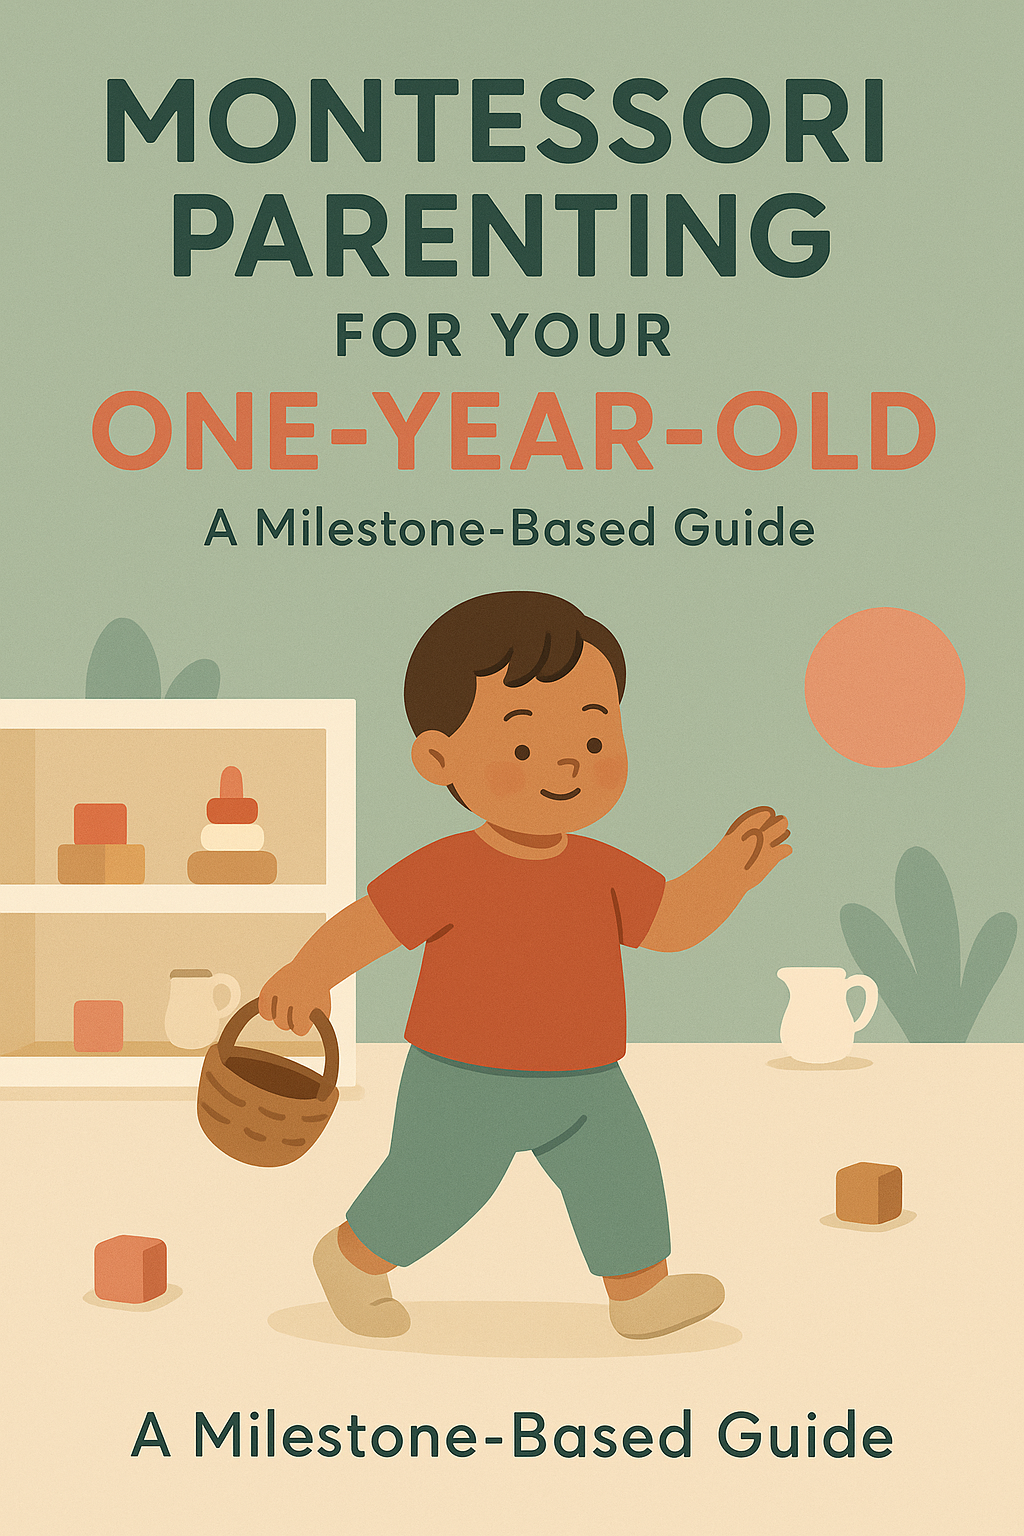 MONTESSORI
PARENTING
FOR YOUR
ONE-YEAR-OLD
A Milestone-Based Guide
A Milestone-Based Guide